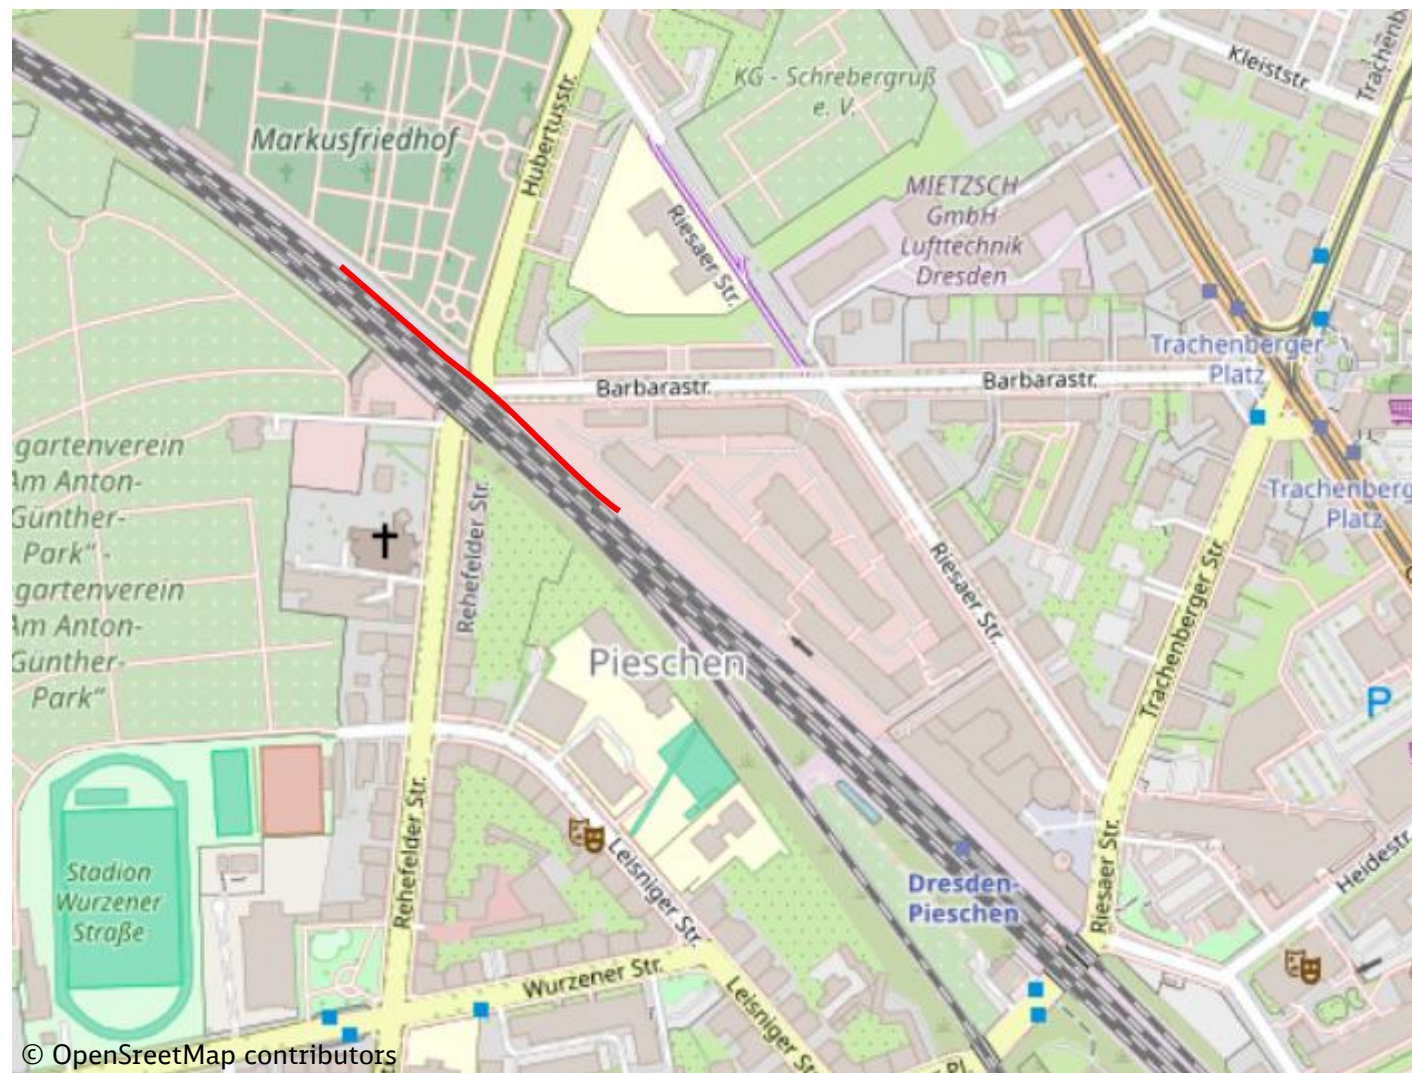 Kleiststr.
Trachenb
KG - Schrebergruß
e. V.
Markusfriedhof
Hubertusstr.
MIETZSCH
GmbH
Lufttechnik
Dresden
Riesaer Str.
Trachenberger
Platz
Barbarastr.
Barbarastr.
gartenverein
Am Anton-
Günther-
Park" -
gartenverein
Am Anton-
Günther-
Park"
Trachenberg
Platz
Rehefelder Str.
Riesaer Str.
Trachenberger Str.
Pieschen
P
Rehefelder Str.
Leisniger Str.
Stadion
Wurzener
Straße
Dresden-
Pieschen
Riesaer Str.
Heidestr.
Wurzener Str.
Leisniger Str.
Pl.
© OpenSreetMap contributors